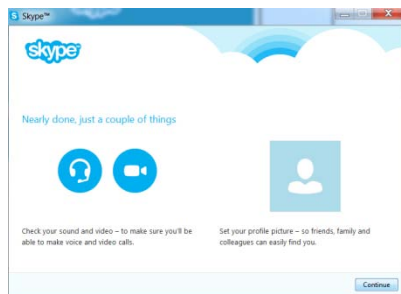 Skype™
skype
Nearly done, just a couple of things
Check your sound and video – to make sure you'll be
able to make voice and video calls.
Set your profile picture – so friends, family and
colleagues can easily find you.
Continue